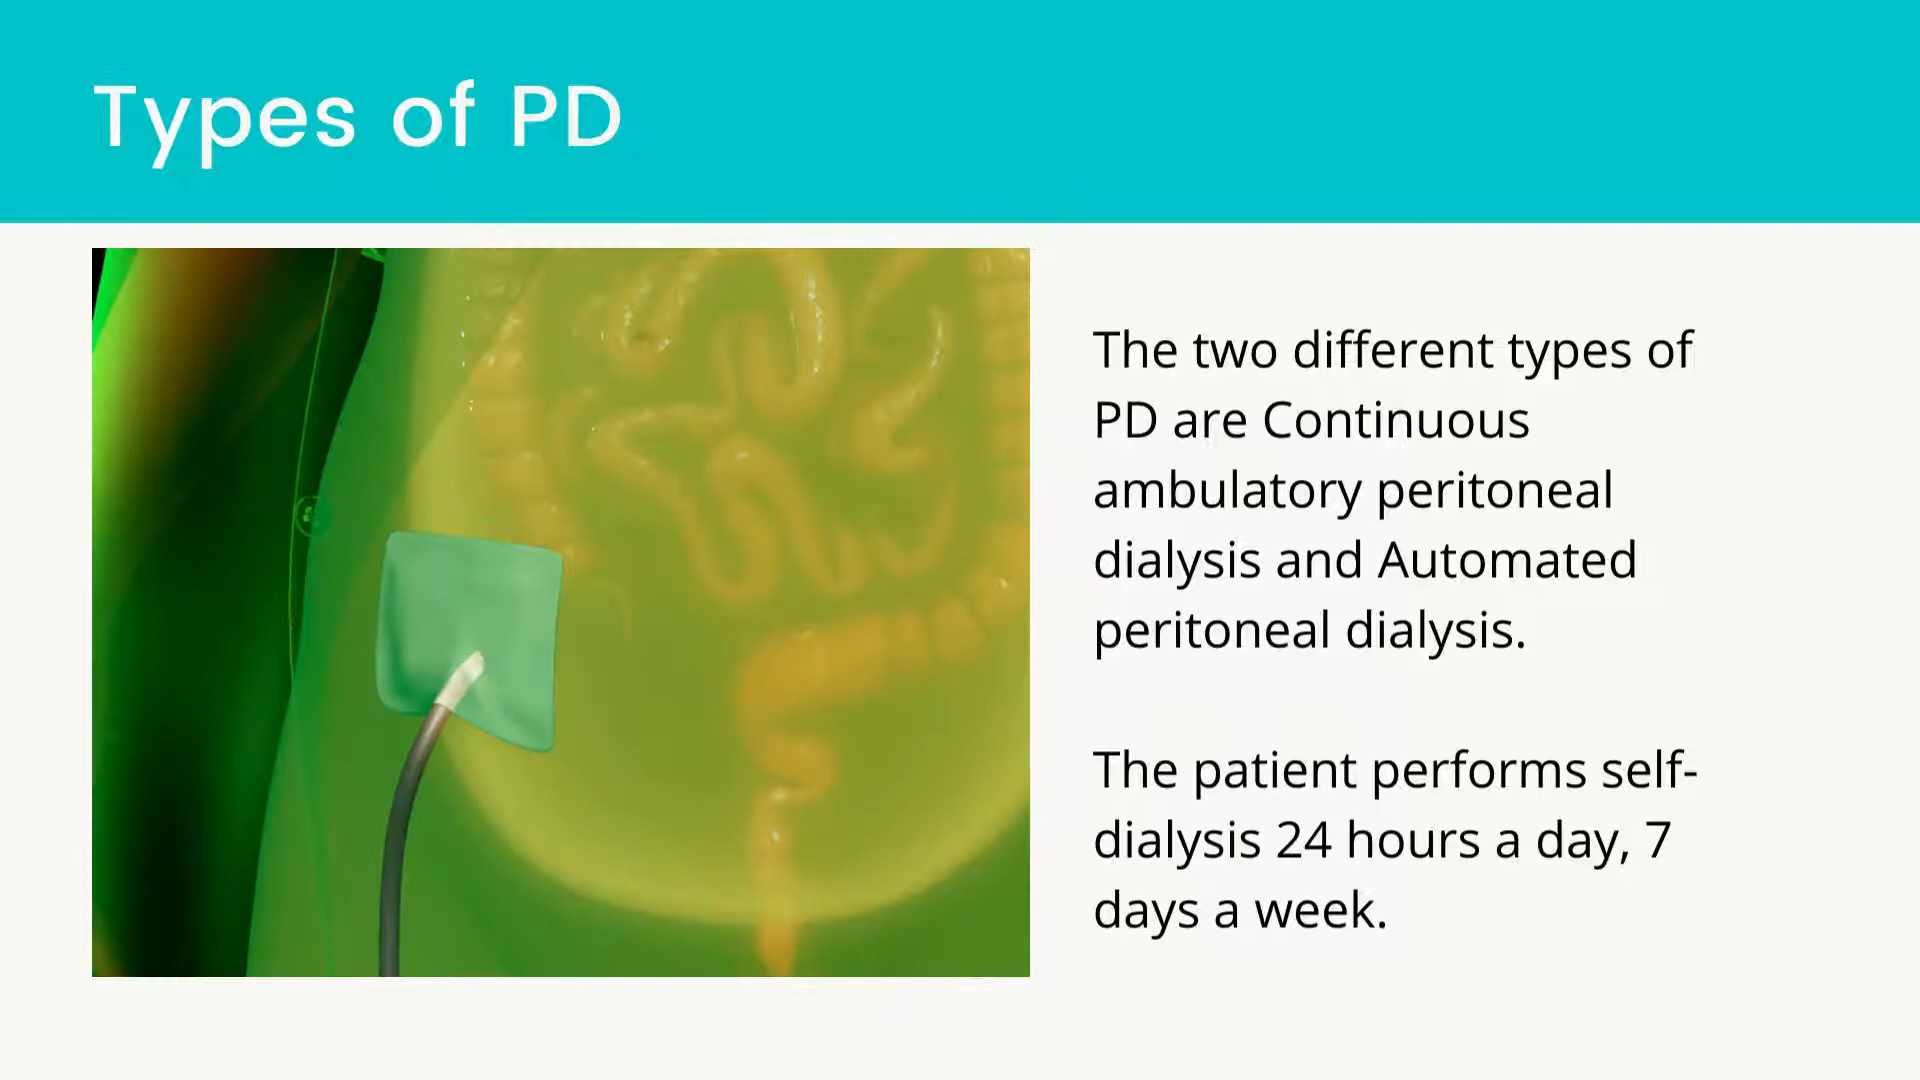 Types of PD
The two different types of
PD are Continuous
ambulatory peritoneal
dialysis and Automated
peritoneal dialysis.
The patient performs self-
dialysis 24 hours a day, 7
days a week.